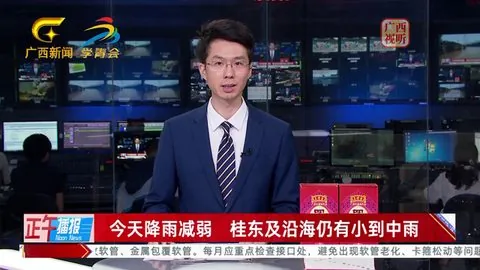 广西新闻 学青会
广西
视听
正午播报
Noon News
今天降雨减弱 桂东及沿海仍有小到中雨
软管、金属包覆软管。每月应重点检查接口处，避免出现软管老化、卡箍松动等问